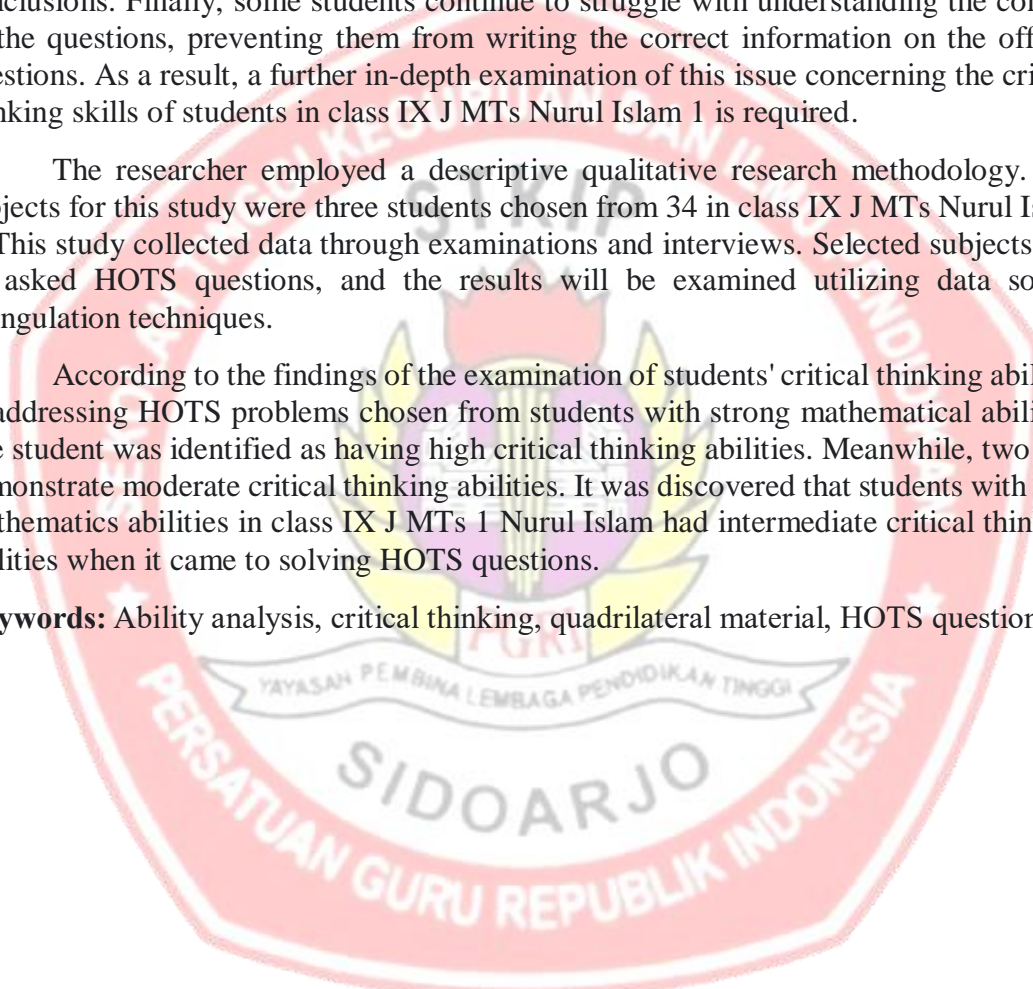 nclusions. Finally, some students continue to struggle with understanding the con
the questions, preventing them from writing the correct information on the off
estions. As a result, a further in-depth examination of this issue concerning the cri
nking skills of students in class IX J MTs Nurul Islam 1 is required.
The researcher employed a descriptive qualitative research methodology.
bjects for this study were three students chosen from 34 in class IX J MTs Nurul Is
This study collected data through examinations and interviews. Selected subjects
asked HOTS questions, and the results will be examined utilizing data so
angulation techniques.
According to the findings of the examination of students' critical thinking abil
addressing HOTS problems chosen from students with strong mathematical abili
e student was identified as having high critical thinking abilities. Meanwhile, two
monstrate moderate critical thinking abilities. It was discovered that students with
thematics abilities in class IX J MTs 1 Nurul Islam had intermediate critical thin
lities when it came to solving HOTS questions.
ywords: Ability analysis, critical thinking, quadrilateral material, HOTS question
SEKOLAH TINGGI KEGURUAN DAN ILMU PENDIDIKAN
STKIP
PGRI
YAYASAN PEMBINA LEMBAGA PENDIDIKAN TINGGI
SIDOARJO
PERSATUAN GURU REPUBLIK INDONESIA